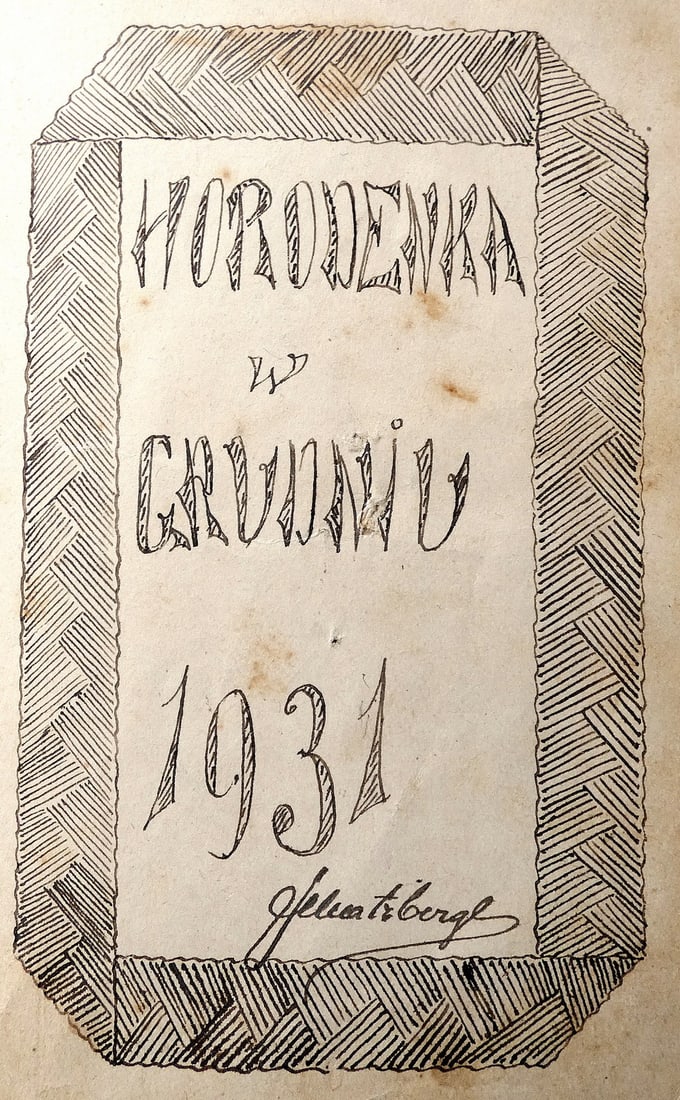 HORODENKA
w
GRUDNiU
1931